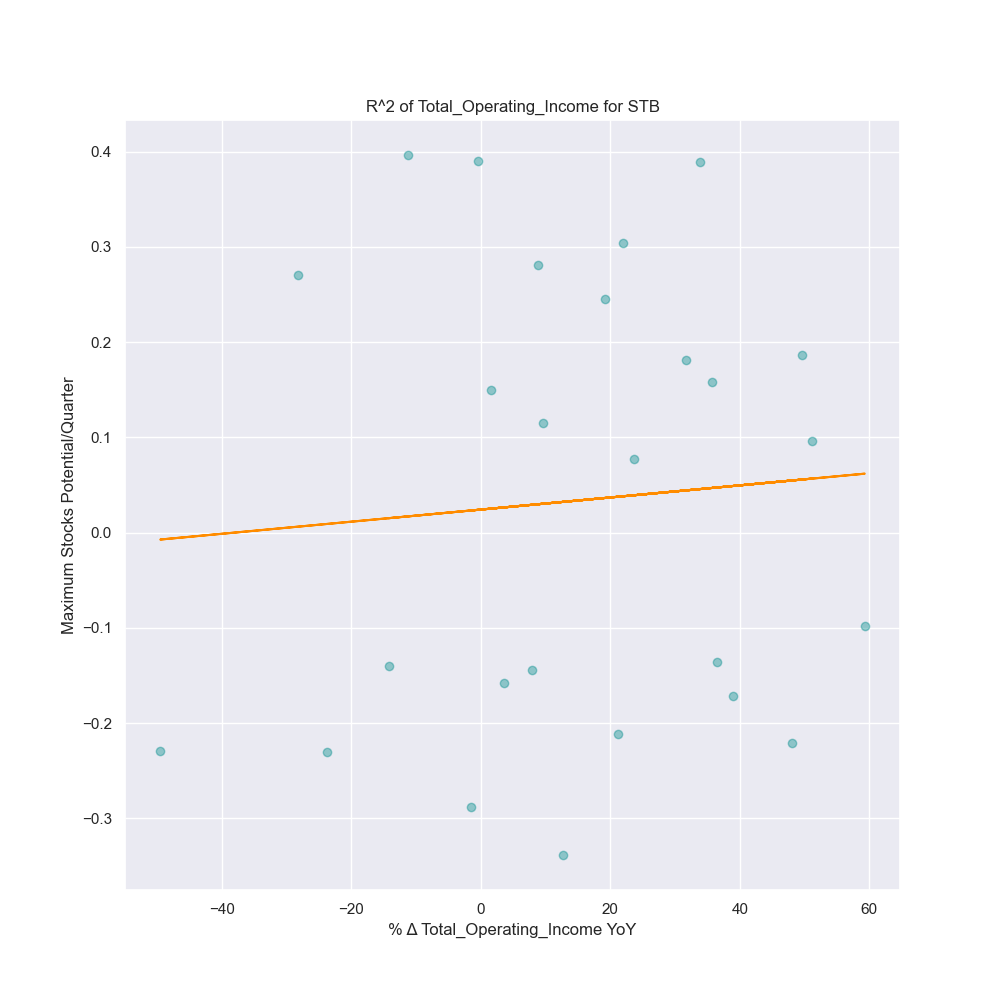 R^2 of Total_Operating_Income for STB
Maximum Stocks Potential/Quarter
0.4
0.3
0.2
0.1
0.0
−0.1
−0.2
−0.3
−40 −20 0 20 40 60
% Δ Total_Operating_Income YoY